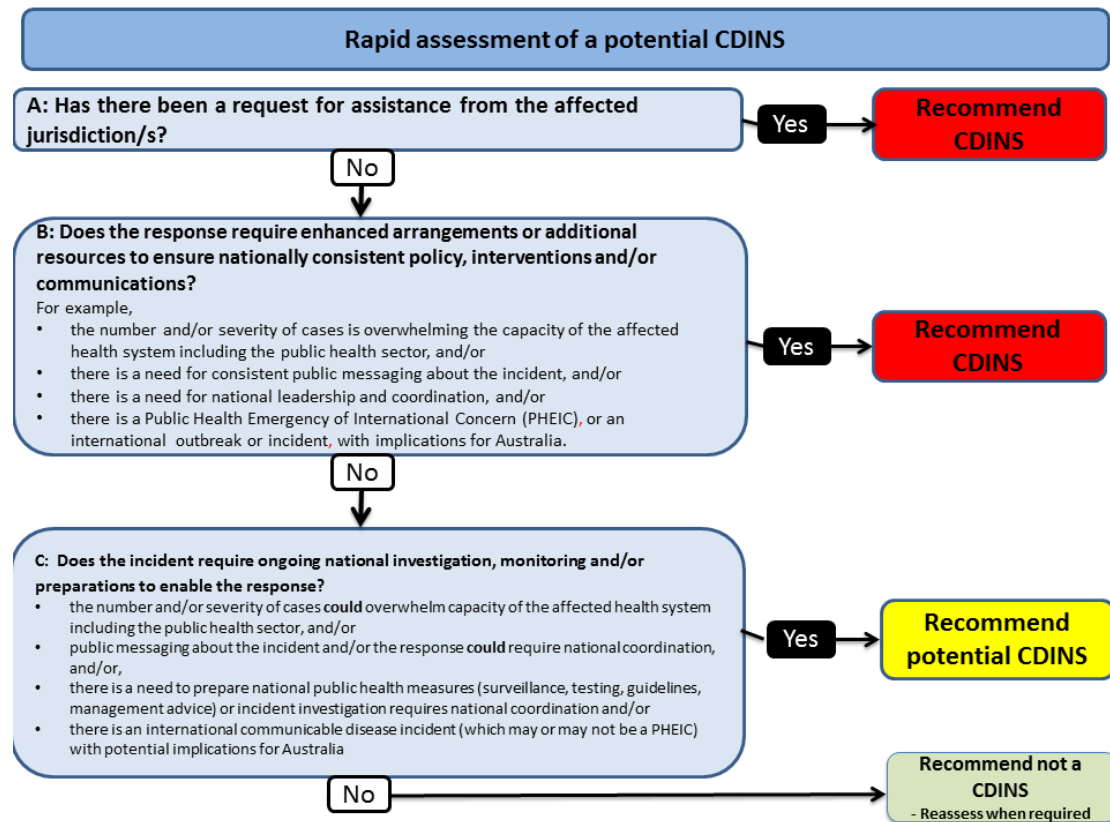 Rapid assessment of a potential CDINS
A: Has there been a request for assistance from the affected
jurisdiction/s?
Yes
Recommend
CDINS
No
B: Does the response require enhanced arrangements or additional
resources to ensure nationally consistent policy, interventions and/or
communications?
For example,
• the number and/or severity of cases is overwhelming the capacity of the affected
health system including the public health sector, and/or
• there is a need for consistent public messaging about the incident, and/or
• there is a need for national leadership and coordination, and/or
• there is a Public Health Emergency of International Concern (PHEIC), or an
international outbreak or incident, with implications for Australia.
Yes
Recommend
CDINS
No
C: Does the incident require ongoing national investigation, monitoring and/or
preparations to enable the response?
• the number and/or severity of cases could overwhelm capacity of the affected health system
including the public health sector, and/or
• public messaging about the incident and/or the response could require national coordination,
and/or,
• there is a need to prepare national public health measures (surveillance, testing, guidelines,
management advice) or incident investigation requires national coordination and/or
• there is an international communicable disease incident (which may or may not be a PHEIC)
with potential implications for Australia
Yes
Recommend
potential CDINS
No
Recommend not a
CDINS
- Reassess when required